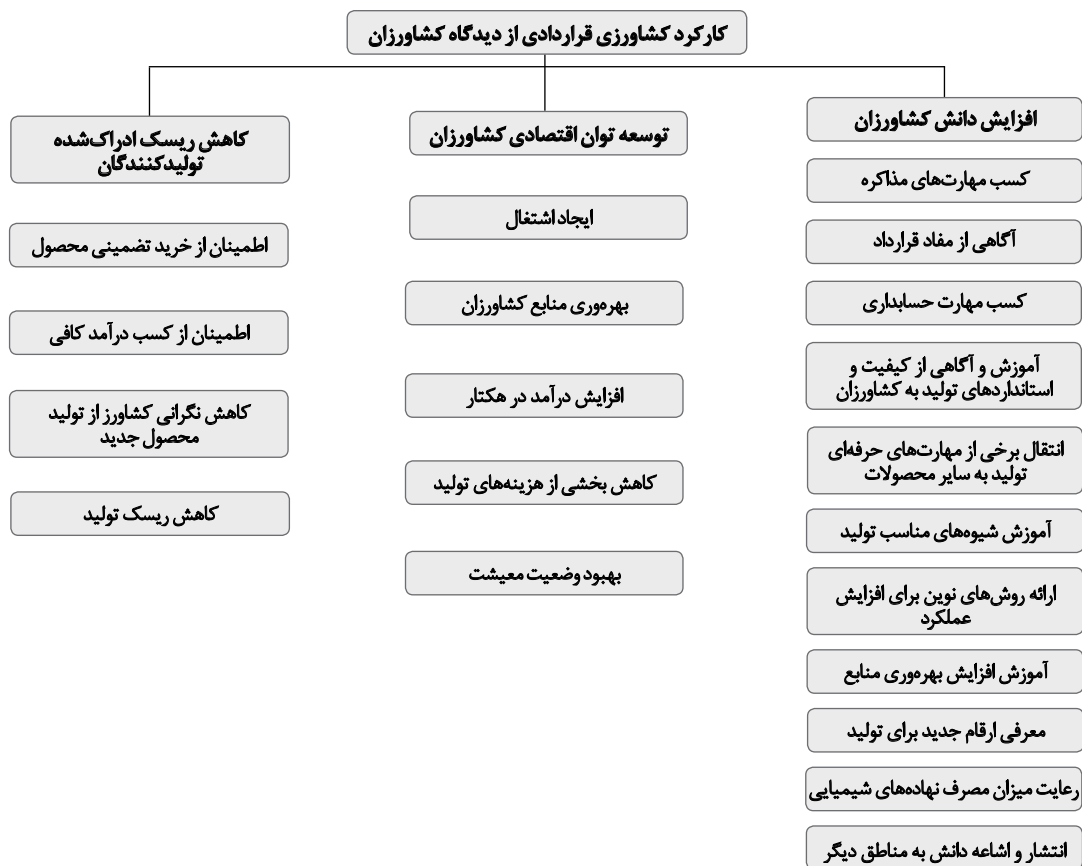 کارکرد کشاورزی قراردادی از دیدگاه کشاورزان
افزایش دانش کشاورزان
کسب مهارت‌های مذاکره
آگاهی از مفاد قرارداد
کسب مهارت حسابداری
آموزش و آگاهی از کیفیت و
استانداردهای تولید به کشاورزان
انتقال برخی از مهارت‌های حرفه‌ای
تولید به سایر محصولات
آموزش شیوه‌های مناسب تولید
ارائه روش‌های نوین برای افزایش
عملکرد
آموزش افزایش بهره‌وری منابع
معرفی ارقام جدید برای تولید
رعایت میزان مصرف نهاده‌های شیمیایی
انتشار و اشاعه دانش به مناطق دیگر
توسعه توان اقتصادی کشاورزان
ایجاد اشتغال
بهره‌وری منابع کشاورزان
افزایش درآمد در هکتار
کاهش بخشی از هزینه‌های تولید
بهبود وضعیت معیشت
کاهش ریسک ادراک‌شده
تولیدکنندگان
اطمینان از خرید تضمینی محصول
اطمینان از کسب درآمد کافی
کاهش نگرانی کشاورز از تولید
محصول جدید
کاهش ریسک تولید